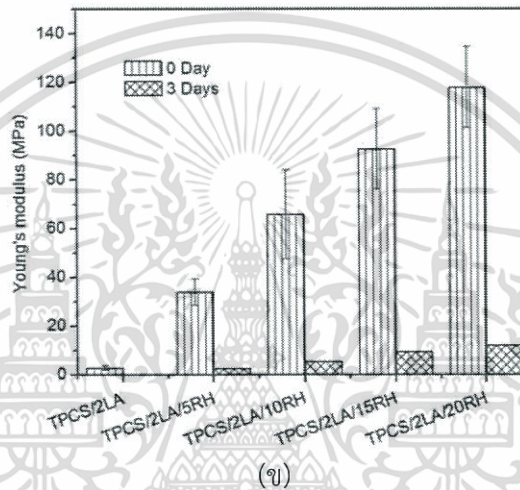 140
120
100
80
60
40
20
0
Young's modulus (MPa)
0 Day
3 Days
TPCS/2LA
TPCS/2LA/5RH
TPCS/2LA/10RH
TPCS/2LA/15RH
TPCS/2LA/20RH
(ข)